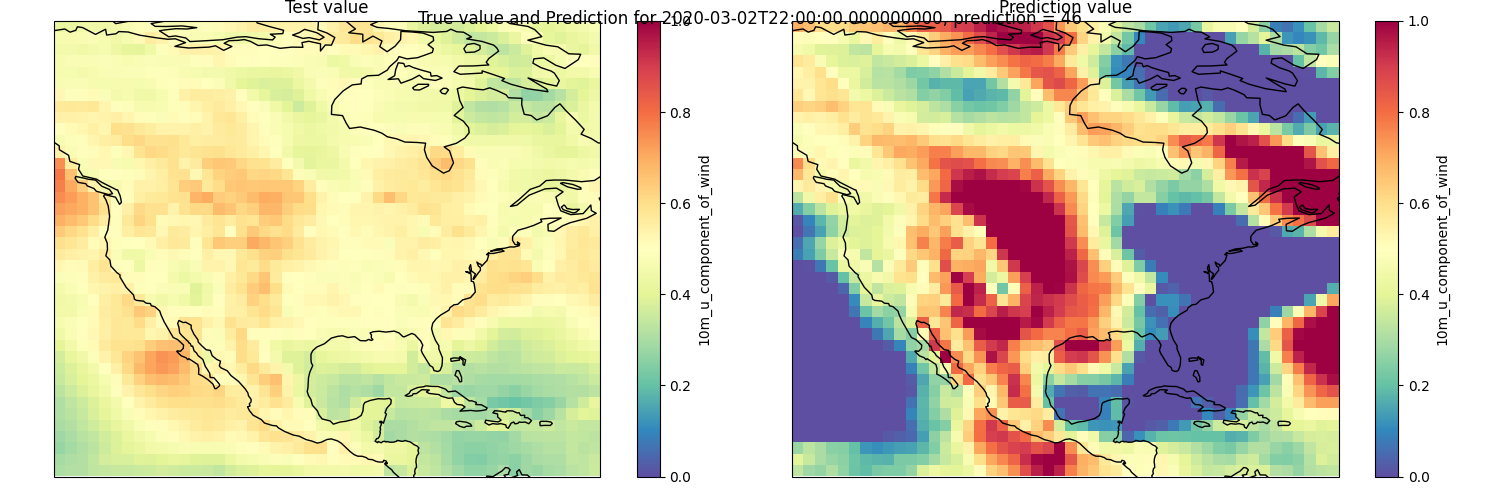 Test value
True value and Prediction for 2020-03-02T22:00:00.000000000, prediction = 46
Prediction value
1.0
0.8
0.6
0.4
0.2
0.0
10m_u_component_of_wind
1.0
0.8
0.6
0.4
0.2
0.0
10m_u_component_of_wind